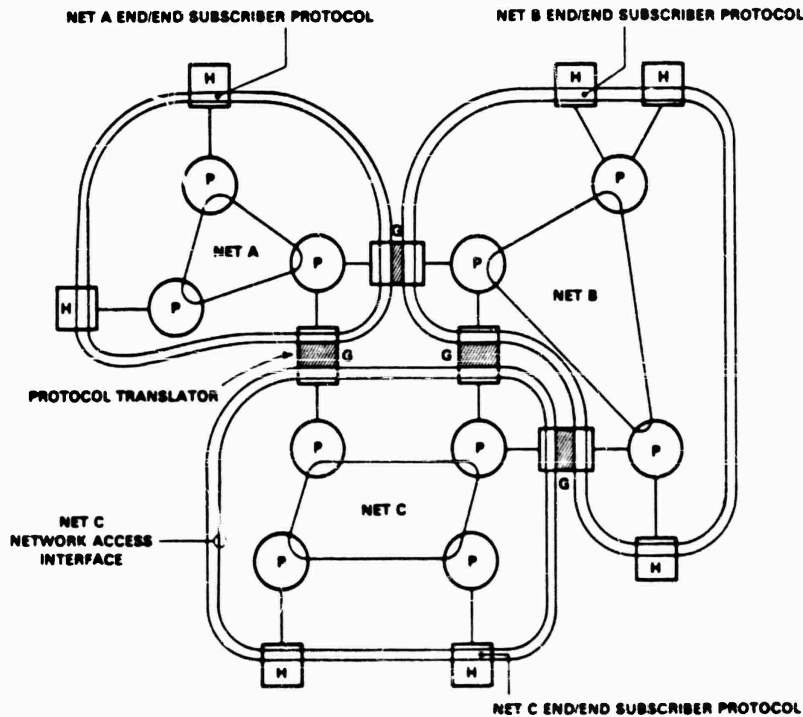 NET A END/END SUBSCRIBER PROTOCOL
NET B END/END SUBSCRIBER PROTOCOL
H
H
H
P
P
NET A
P
G
P
NET B
H
P
G
G
PROTOCOL TRANSLATOR
P
P
P
G
NET C
NET C
NETWORK ACCESS
INTERFACE
P
P
H
H
H
NET C END/END SUBSCRIBER PROTOCOL